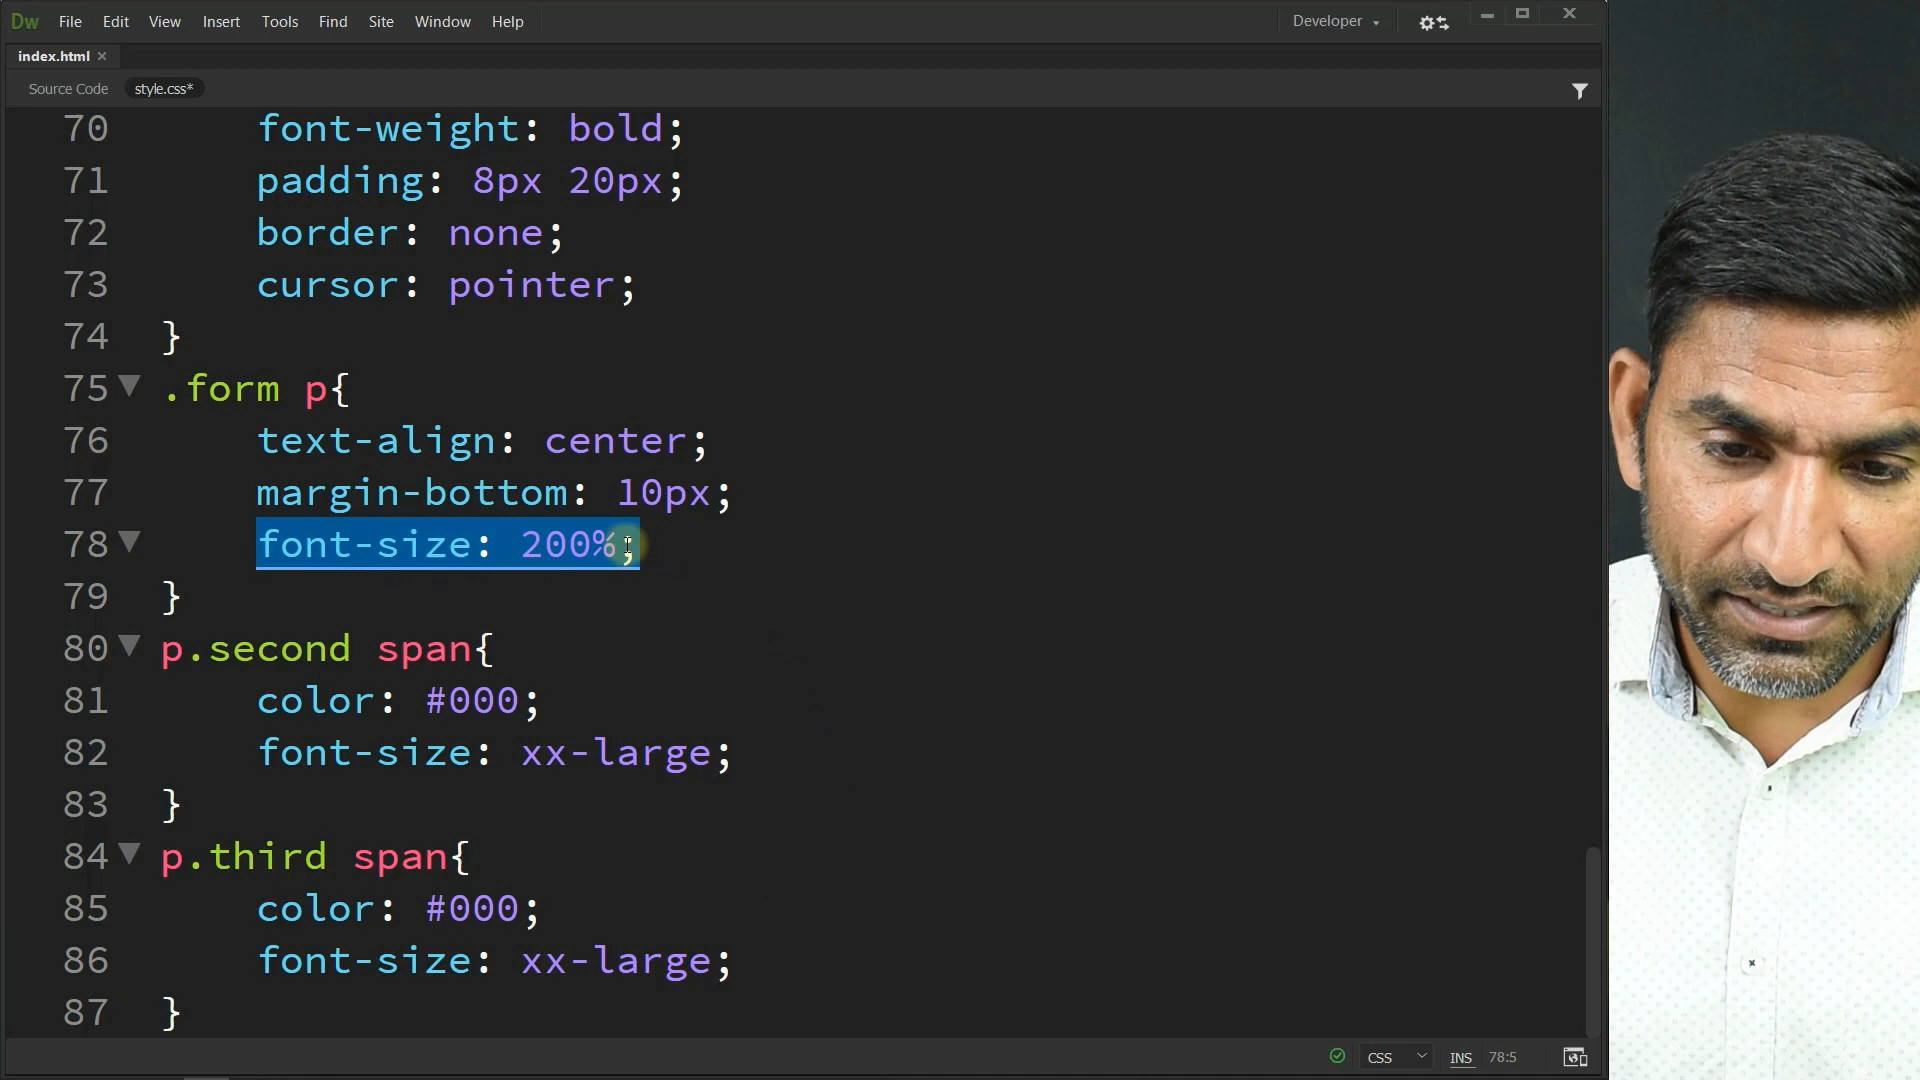 Dw File Edit View Insert Tools Find Site Window Help Developer
index.html
Source Code style.css*
70 font-weight: bold;
71 padding: 8px 20px;
72 border: none;
73 cursor: pointer;
74 }
75 .form p{
76 text-align: center;
77 margin-bottom: 10px;
78 font-size: 200%;
79 }
80 p.second span{
81 color: #000;
82 font-size: xx-large;
83 }
84 p.third span{
85 color: #000;
86 font-size: xx-large;
87 }
CSS INS 78:5